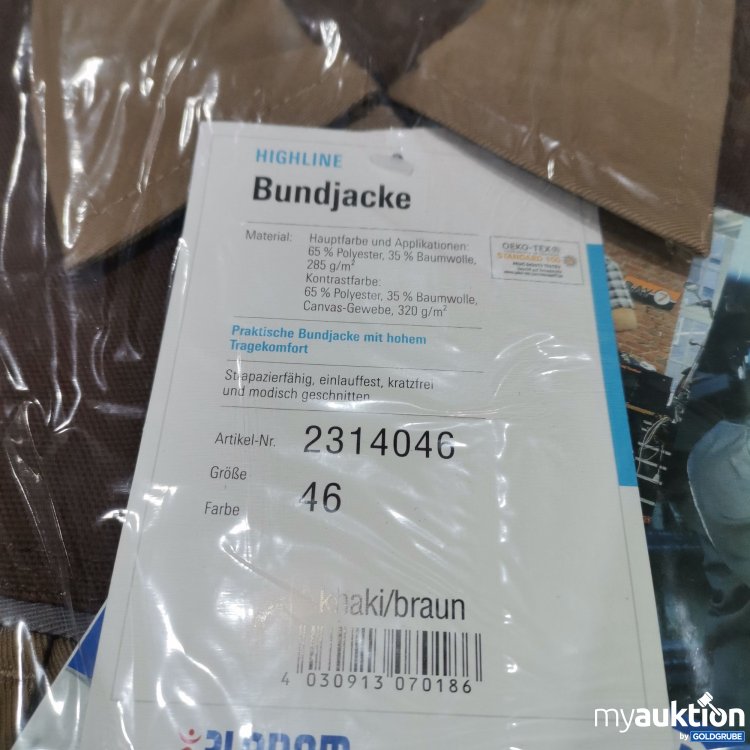 HIGHLINE
Bundjacke
Material: Hauptfarbe und Applikationen:
65 % Polyester, 35 % Baumwolle,
285 g/m²
Kontrastfarbe:
65 % Polyester, 35 % Baumwolle,
Canvas-Gewebe, 320 g/m²
OEKO-TEX®
STANDARD 100
Praktische Bundjacke mit hohem
Tragekomfort
Strapazierfähig, einlauffest, kratzfrei
und modisch geschnitten
Artikel-Nr. 2314046
Größe 46
Farbe
khaki/braun
4 030913 070186
myauktion
by GOLDGRUBE